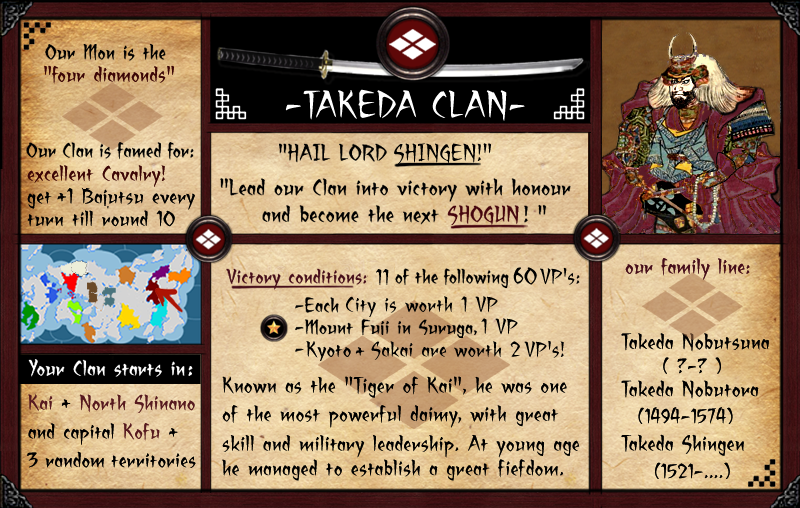 Our Mon is the
"four diamonds"
Our Clan is famed for:
excellent Cavalry!
get +1 Bajutsu every
turn till round 10
Your Clan starts in:
Kai + North Shinano
and capital Kofu +
3 random territories
-TAKEDA CLAN-
"HAIL LORD SHINGEN!"
"Lead our Clan into victory with honour
and become the next SHOGUN! "
Victory conditions: 11 of the following 60 VP's:
-Each City is worth 1 VP
-Mount Fuji in Suruga, 1 VP
-Kyoto + Sakai are worth 2 VP's!
Known as the "Tiger of Kai", he was one
of the most powerful daimy, with great
skill and military leadership. At young age
he managed to establish a great fiefdom.
our family line:
Takeda Nobutsuna
( ?-? )
Takeda Nobutora
(1494-1574)
Takeda Shingen
(1521-....)